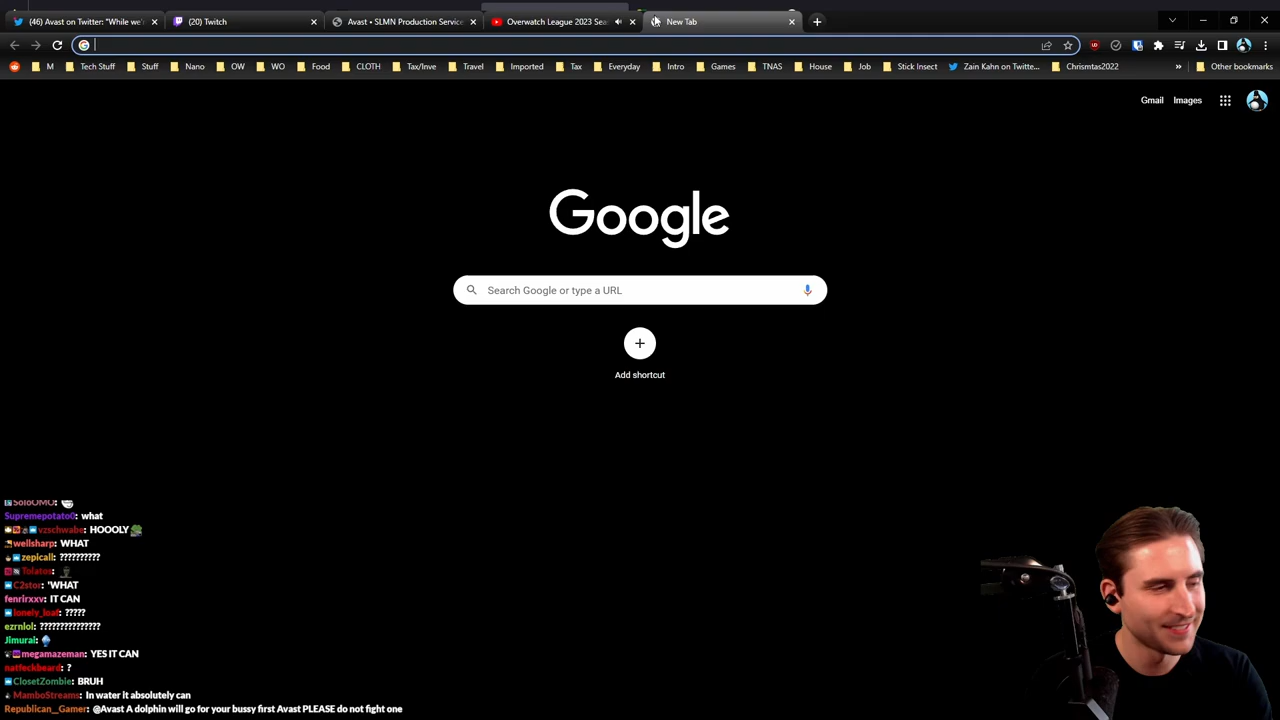 (46) Avast on Twitter: "While we'r
(20) Twitch
Avast • SLMN Production Service
Overwatch League 2023 Sea
New Tab
M
Tech Stuff
Stuff
Nano
OW
WO
Food
CLOTH
Tax/Inve
Travel
Imported
Tax
Everyday
Intro
Games
TNAS
House
Job
Stick Insect
Zain Kahn on Twitte...
Chrismtas2022
»
Other bookmarks
Gmail
Images
Google
Search Google or type a URL
Add shortcut
SoloOMO:
Supremepotato0: what
vzschwabe: HOOOLY
wellsharp: WHAT
zepicall: ??????????
Tolatos:
C2stor: 'WHAT
fenrirxxv: IT CAN
lonely_loaf: ?????
ezrnlol: ???????????????
Jimurai:
megamazeman: YES IT CAN
natfeckbeard: ?
ClosetZombie: BRUH
MamboStreams: In water it absolutely can
Republican__Gamer: @Avast A dolphin will go for your bussy first Avast PLEASE do not fight one